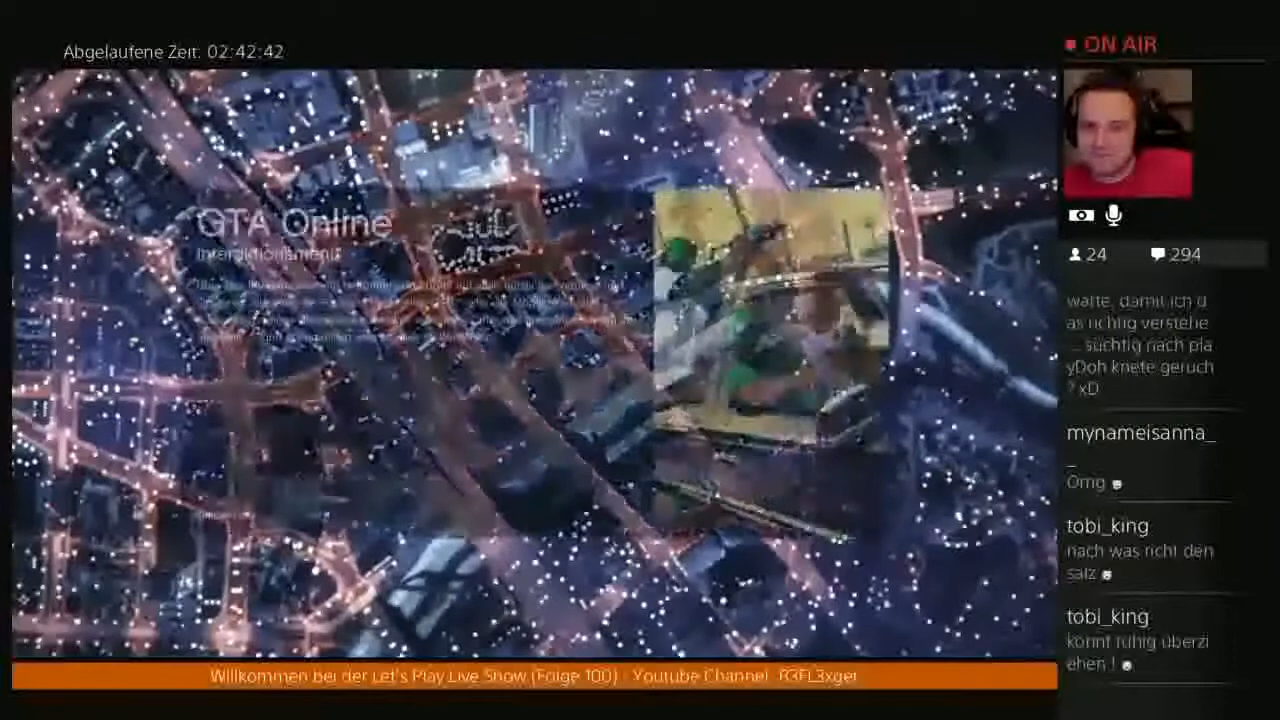 Abgelaufene Zeit: 02:42:42
ON AIR
GTA Online
Interaktionsmenü
24 294
warte, damit ich d
as richtig verstehe
... süchtig nach pla
yDoh knete geruch
? xD
mynameisanna_
_
Omg
tobi_king
nach was richt den
salz
tobi_king
könnt ruhig überzi
ehen !
Willkommen bei der Let's Play Live Show (Folge 100) - Youtube Channel: R3FL3xger